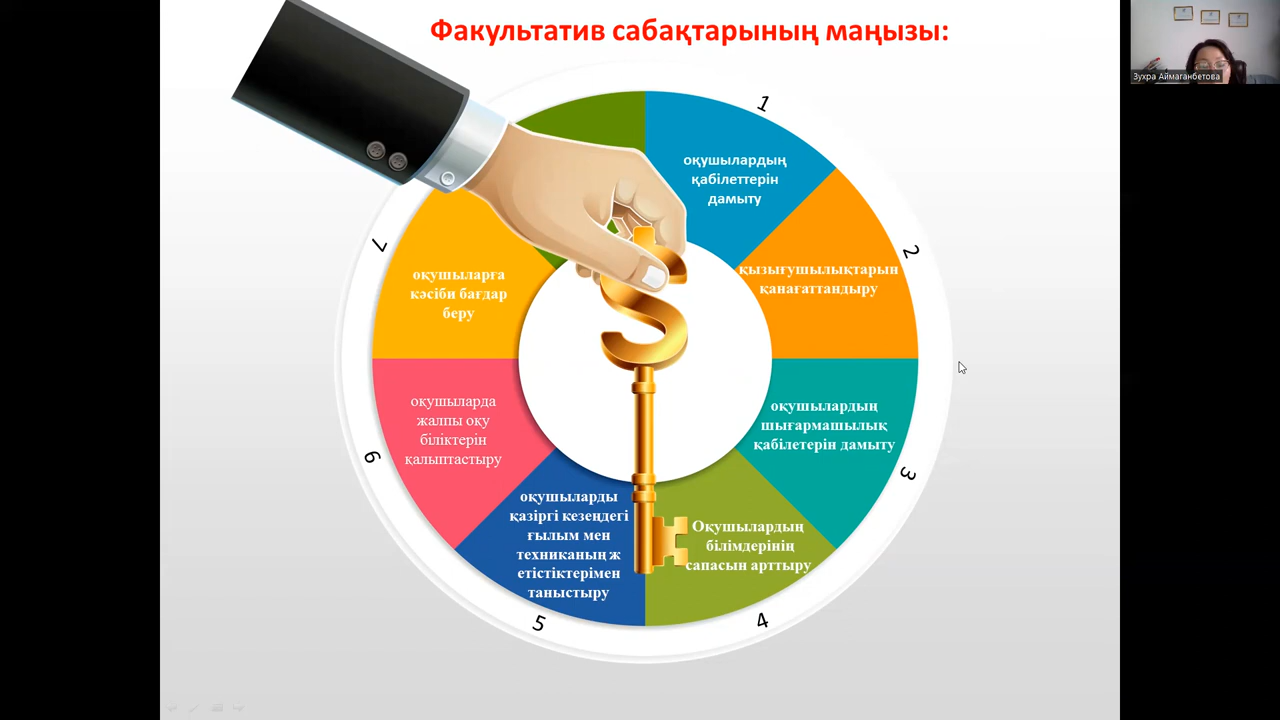 Факультатив сабақтарының маңызы:
Зухра Аймаганбетова
1
оқушылардың
қабілеттерін
дамыту
2
қызығушылықтарын
қанағаттандыру
3
оқушылардың
шығармашылық
қабілетерін дамыту
4
Оқушылардың
білімдерінің
сапасын арттыру
5
оқушыларды
қазіргі кезеңдегі
ғылым мен
техниканың ж
етістіктерімен
таныстыру
6
оқушыларда
жалпы оқу
біліктерін
қалыптастыру
7
оқушыларға
кәсіби бағдар
беру